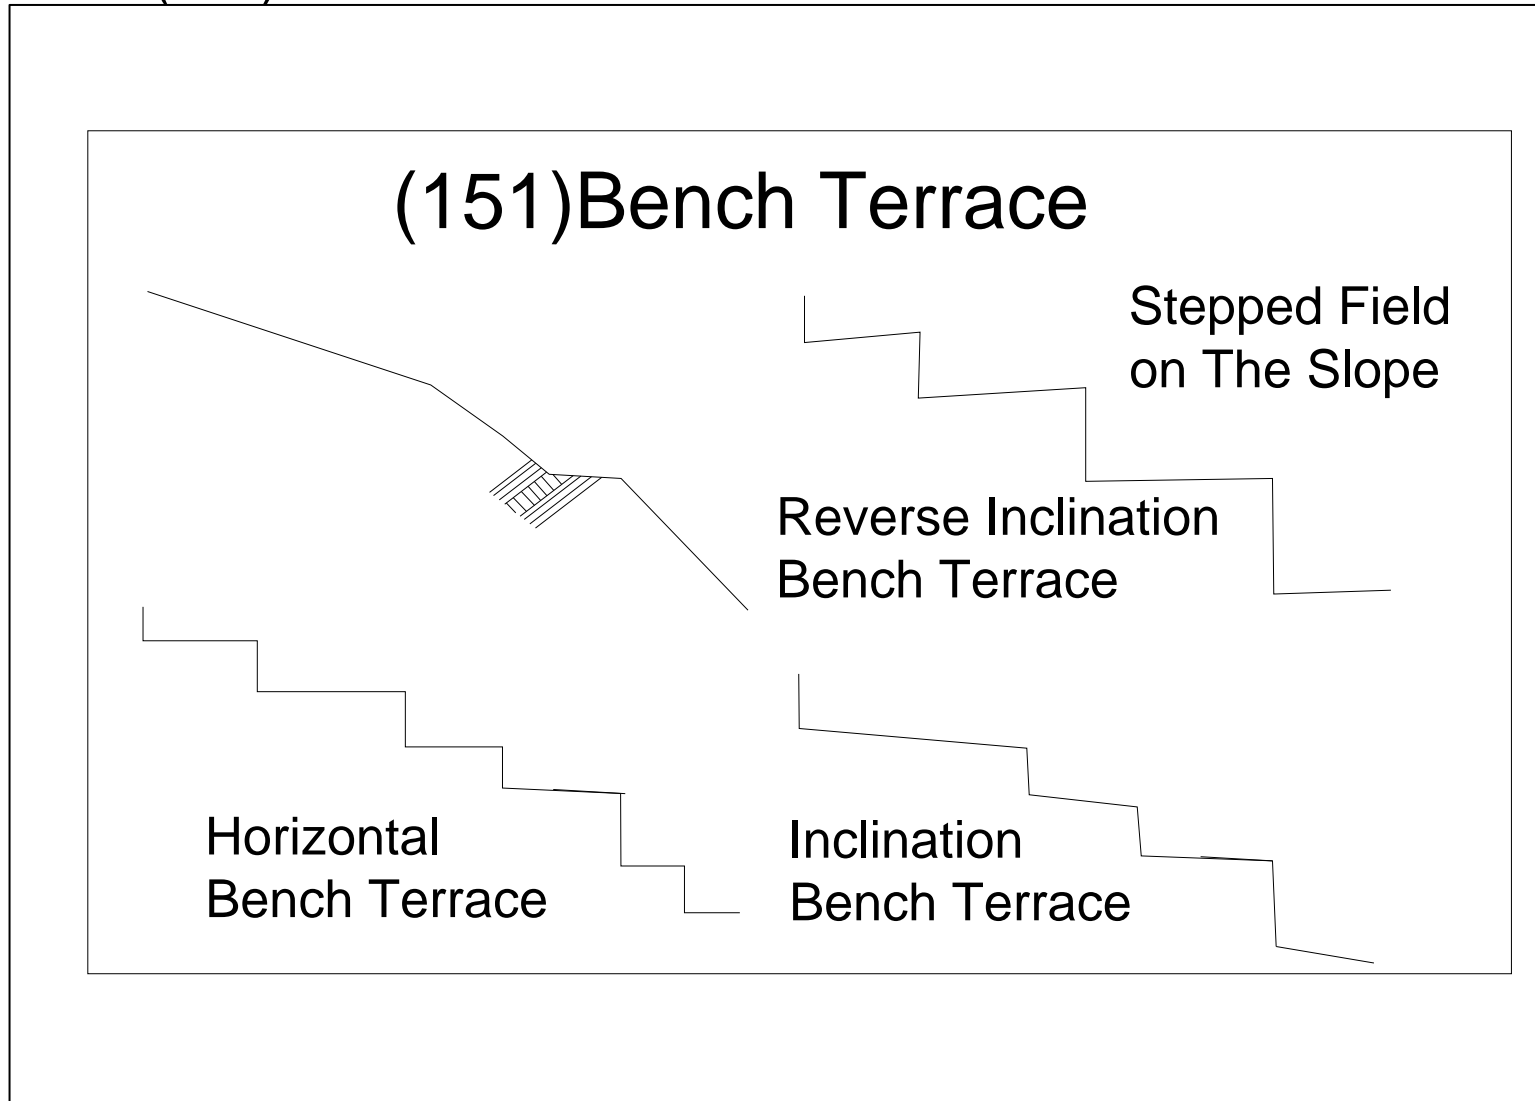 (151)Bench Terrace
Stepped Field
on The Slope
Reverse Inclination
Bench Terrace
Horizontal
Bench Terrace
Inclination
Bench Terrace